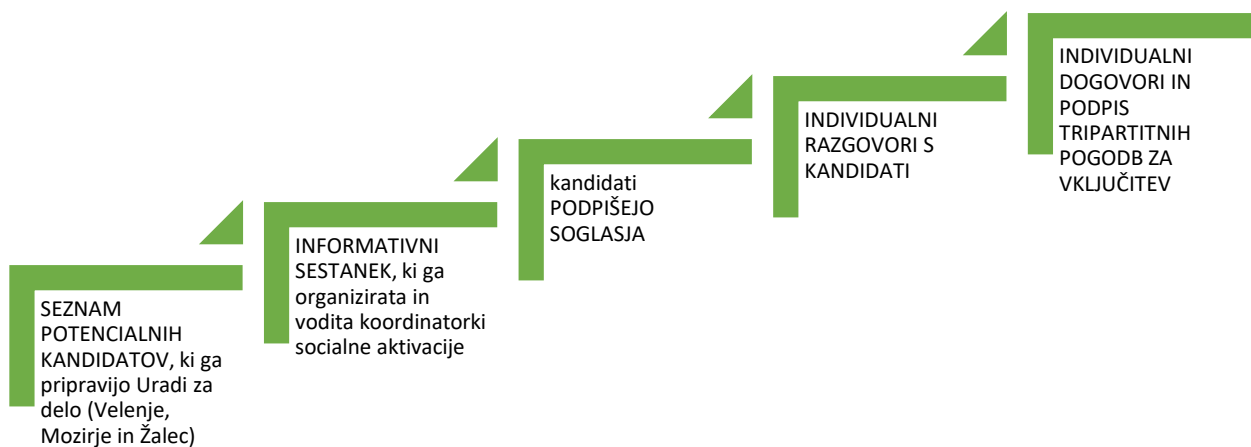 SEZNAM
POTENCIALNIH
KANDIDATOV, ki ga
pripravijo Uradi za
delo (Velenje,
Mozirje in Žalec)
INFORMATIVNI
SESTANEK, ki ga
organizirata in
vodita koordinatorki
socialne aktivacije
kandidati
PODPIŠEJO
SOGLASJA
INDIVIDUALNI
RAZGOVORI S
KANDIDATI
INDIVIDUALNI
DOGOVORI IN
PODPIS
TRIPARTITNIH
POGODB ZA
VKLJUČITEV